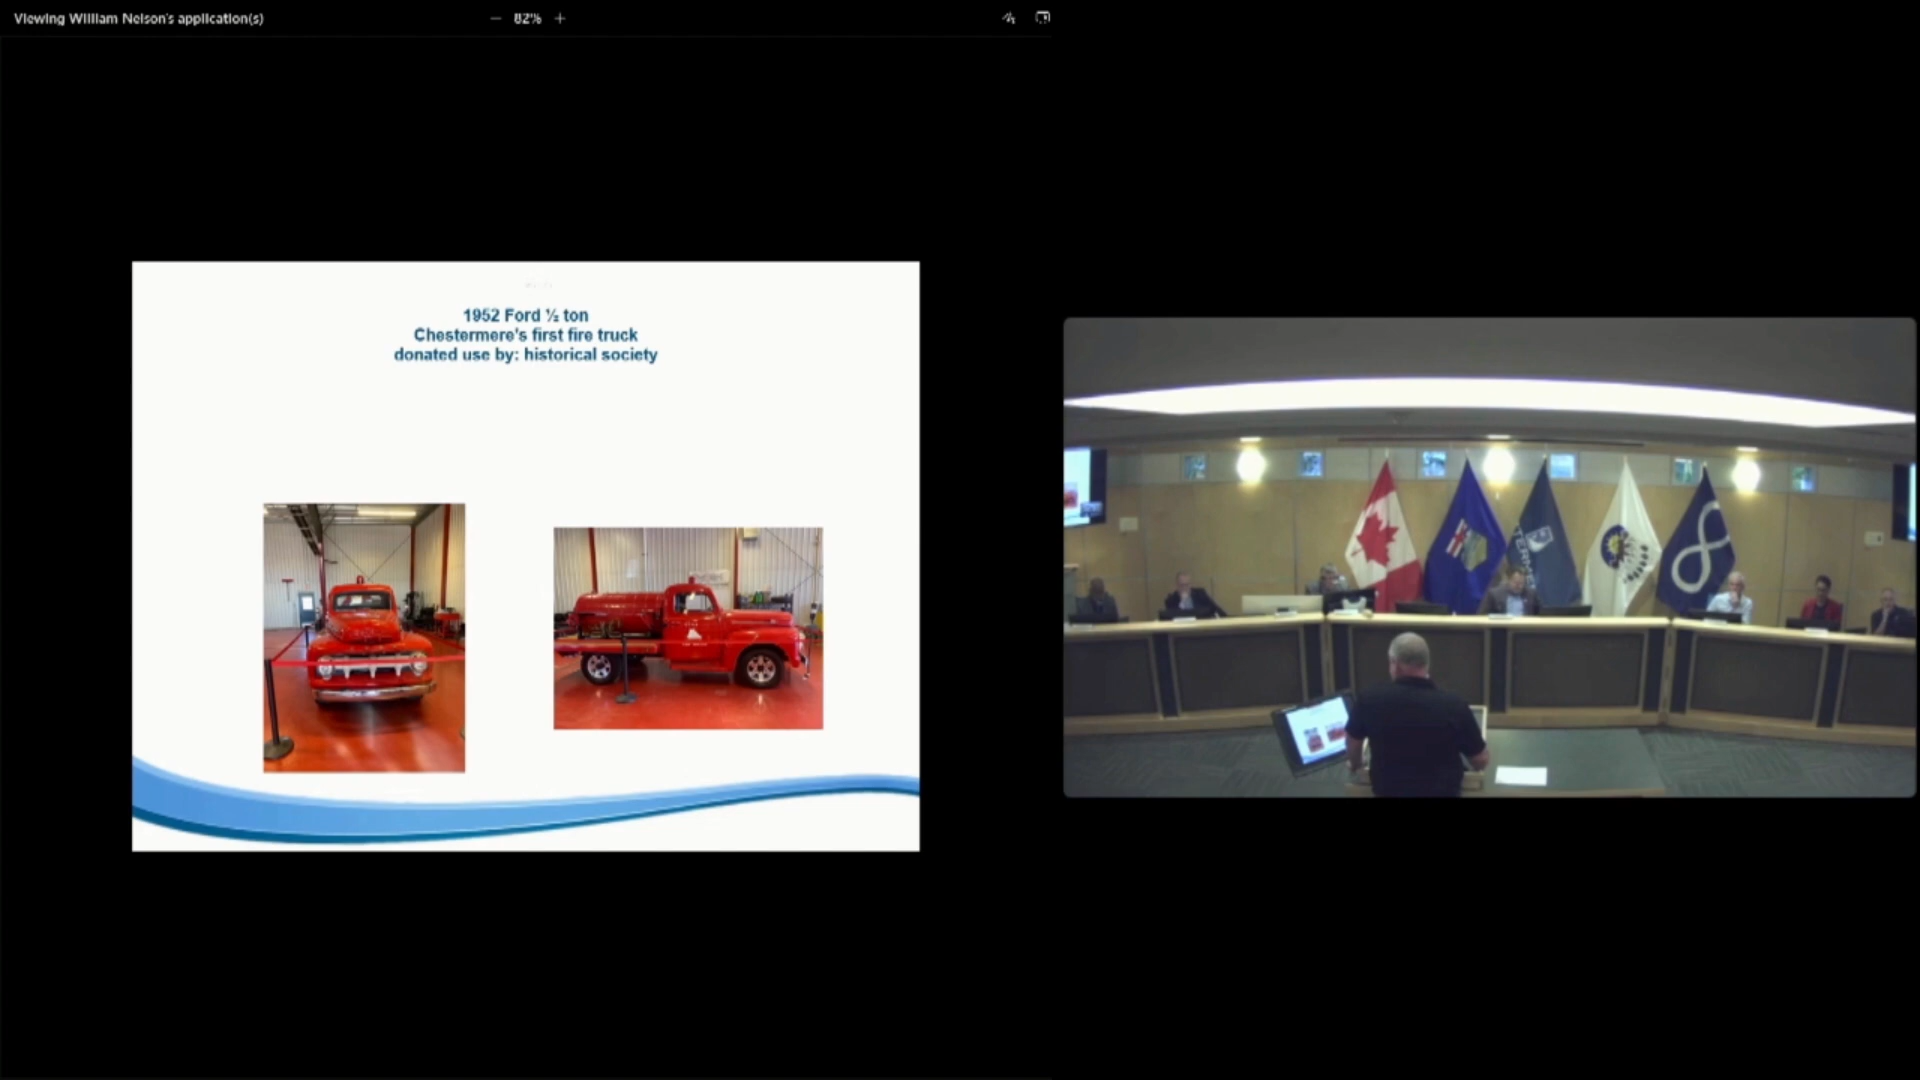 Viewing William Nelson's application(s)
82%
1952 Ford ½ ton
Chestermere's first fire truck
donated use by: historical society